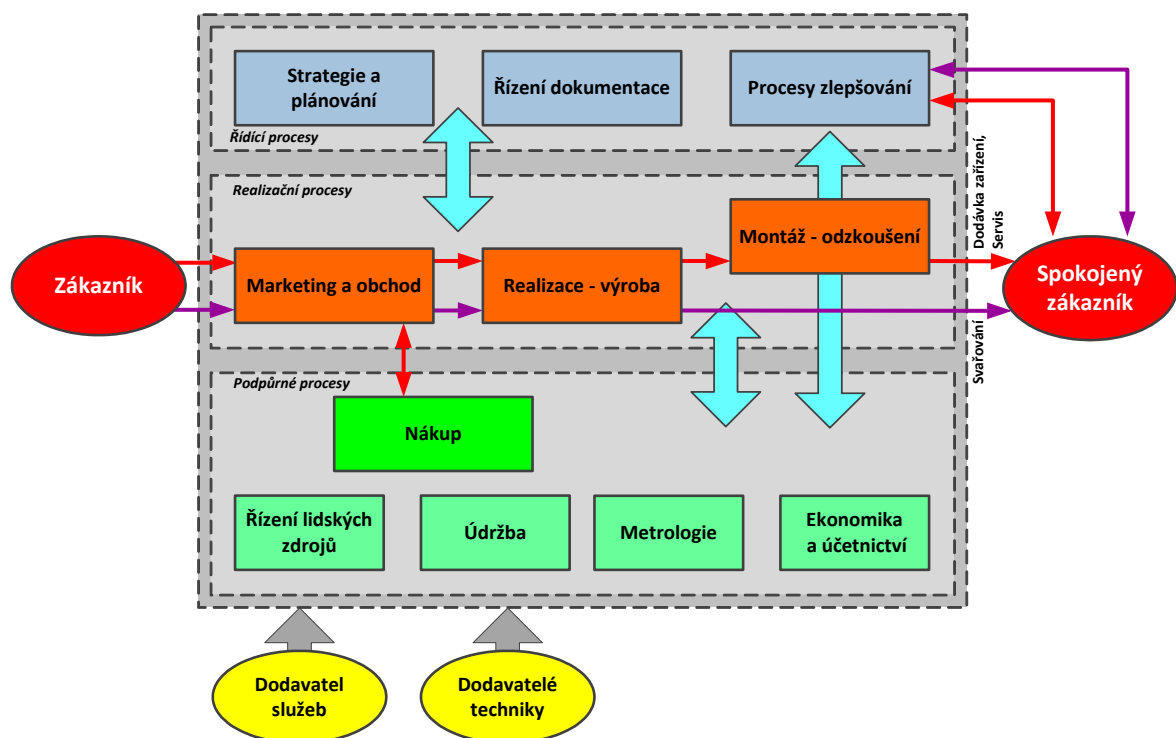 Strategie a
plánování
Řízení dokumentace
Procesy zlepšování
Řídící procesy
Realizační procesy
Dodávka zařízení,
Servis
Zákazník
Marketing a obchod
Realizace - výroba
Montáž - odzkoušení
Spokojený
zákazník
Svařování
Podpůrné procesy
Nákup
Řízení lidských
zdrojů
Údržba
Metrologie
Ekonomika
a účetnictví
Dodavatel
služeb
Dodavatelé
techniky